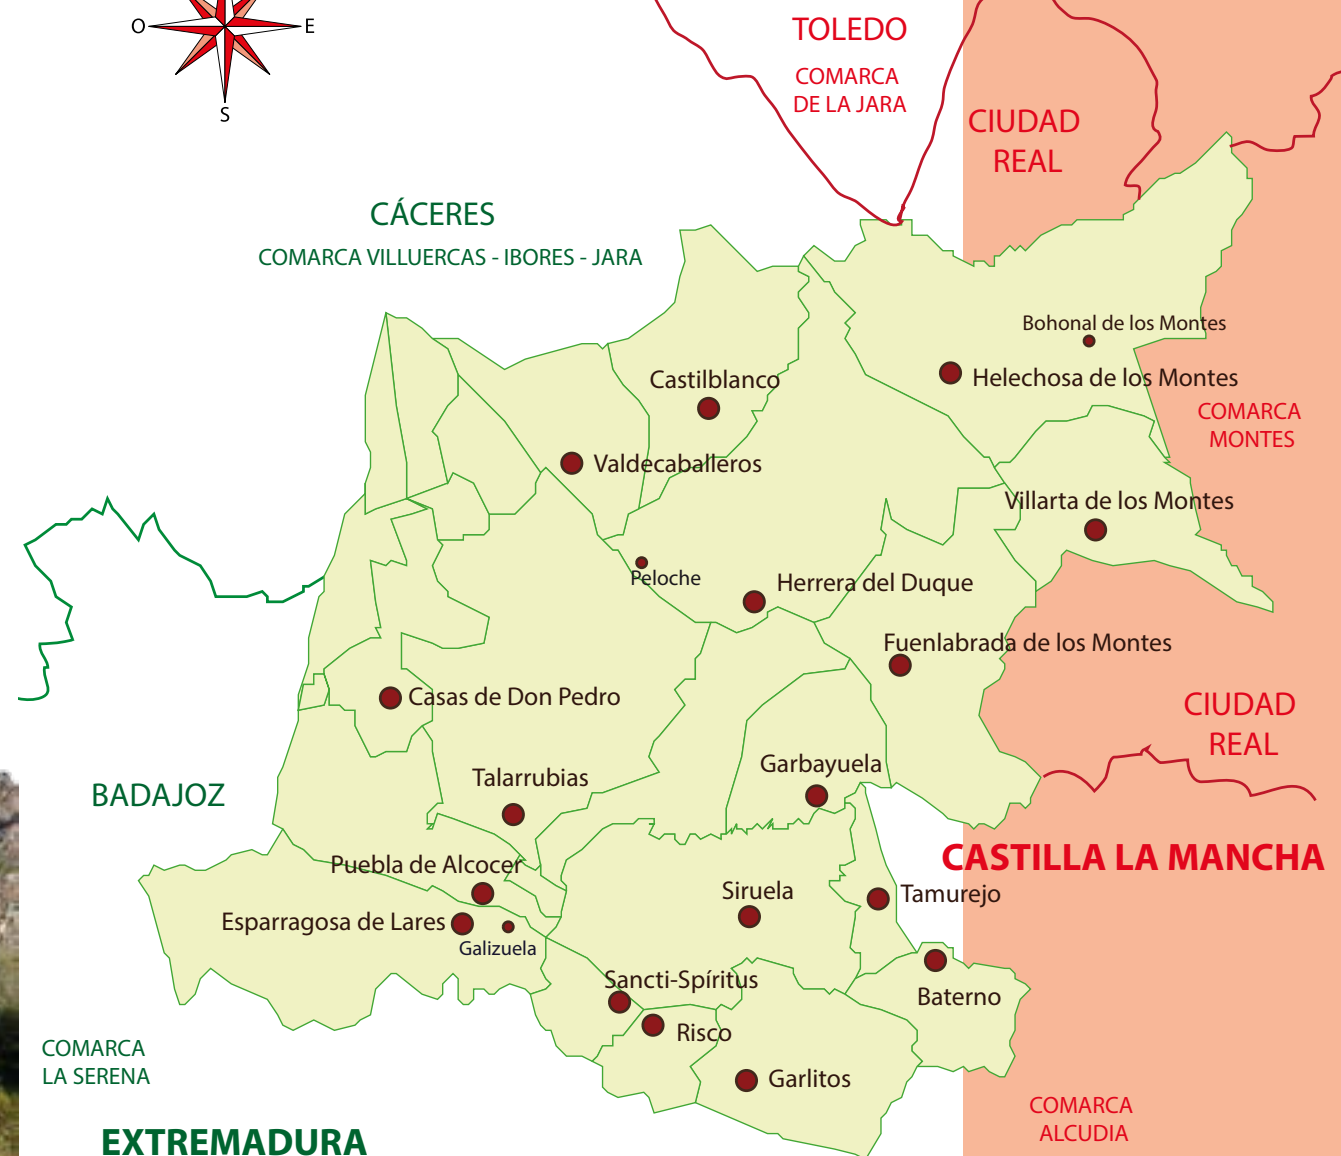 O
E
S
TOLEDO
COMARCA
DE LA JARA
CIUDAD
REAL
CÁCERES
COMARCA VILLUERCAS - IBORES - JARA
Bohonal de los Montes
Helechosa de los Montes
Castilblanco
COMARCA
MONTES
Valdecaballeros
Villarta de los Montes
Peloche
Herrera del Duque
Fuenlabrada de los Montes
Casas de Don Pedro
CIUDAD
REAL
Garbayuela
Talarrubias
BADAJOZ
CASTILLA LA MANCHA
Puebla de Alcocer
Siruela
Tamurejo
Esparragosa de Lares
Galizuela
Sancti-Spíritus
Baterno
Risco
COMARCA
LA SERENA
Garlitos
COMARCA
ALCUDIA
EXTREMADURA